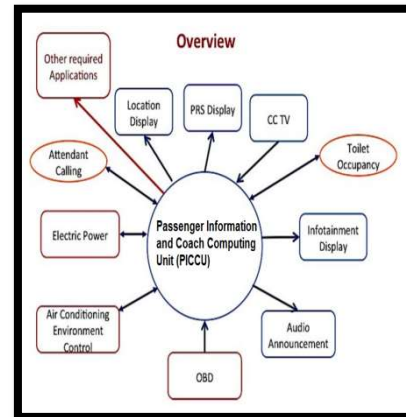 Overview
Other required
Applications
Location
Display
PRS Display
CC TV
Attendant
Calling
Toilet
Occupancy
Passenger Information
and Coach Computing
Unit (PICCU)
Electric Power
Infotainment
Display
Air Conditioning
Environment
Control
Audio
Announcement
OBD